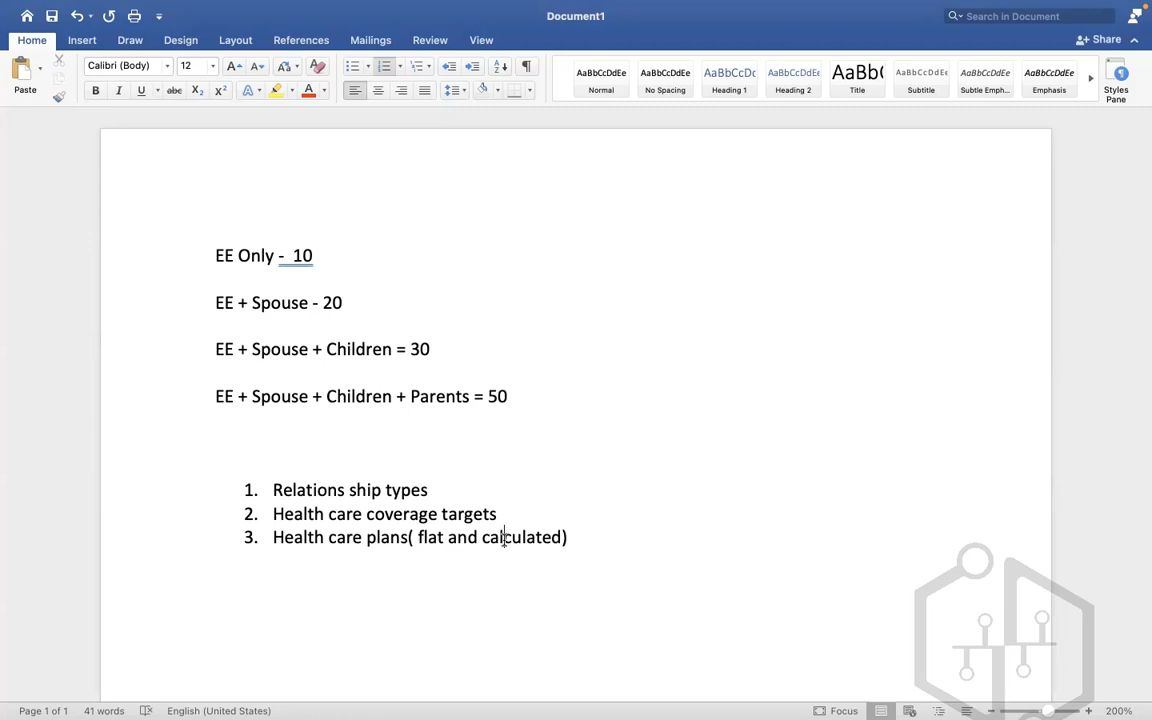 Document1
Search in Document
Home Insert Draw Design Layout References Mailings Review View
Share
Paste
Calibri (Body) 12
B I U abc X₂ X² A A
AaBbCcDdEe AaBbCcDdEe AaBbCcDc AaBbCcDdEe AaBb( AaBbCcDdEe AaBbCcDdEe AaBbCcDdEe
Normal No Spacing Heading 1 Heading 2 Title Subtitle Subtle Emph... Emphasis
Styles
Pane
EE Only -  10
EE + Spouse - 20
EE + Spouse + Children = 30
EE + Spouse + Children + Parents = 50
1. Relations ship types
2. Health care coverage targets
3. Health care plans( flat and calculated)
Page 1 of 1 41 words English (United States) Focus 200%